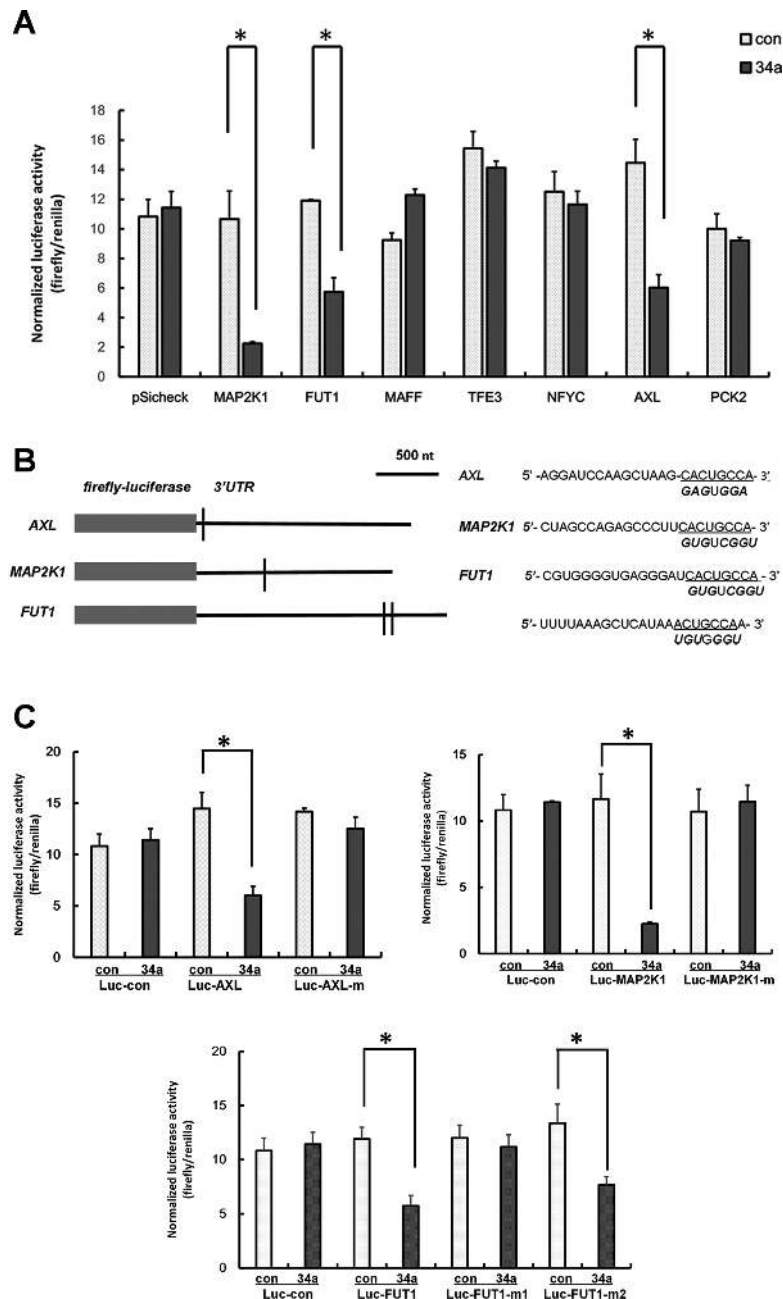 A
*
*
*
con
34a
Normalized luciferase activity
(firefly/renilla)
18
16
14
12
10
8
6
4
2
0
pSicheck MAP2K1 FUT1 MAFF TFE3 NFYC AXL PCK2
B
firefly-luciferase 3'UTR
500 nt
AXL
MAP2K1
FUT1
AXL 5' -AGGAUCCAAGCUAAG-CACUGCCA- 3'
GAGUGGA
MAP2K1 5'- CUAGCCAGAGCCCUUCACUGCCA- 3'
GUGUCGGU
FUT1 5'- CGUGGGGUGAGGGAUCACUGCCA - 3'
GUGUCGGU
5'- UUUUAAAGCUCAUAAACUGCCAA- 3'
UGUGGGU
C
Normalized luciferase activity
(firefly/renilla)
20
15
10
5
0
*
con 34a con 34a con 34a
Luc-con Luc-AXL Luc-AXL-m
Normalized luciferase activity
(firefly/renilla)
15
10
5
0
*
con 34a con 34a con 34a
Luc-con Luc-MAP2K1 Luc-MAP2K1-m
Normalized luciferase activity
(firefly/renilla)
20
15
10
5
0
*
*
con 34a con 34a con 34a con 34a
Luc-con Luc-FUT1 Luc-FUT1-m1 Luc-FUT1-m2